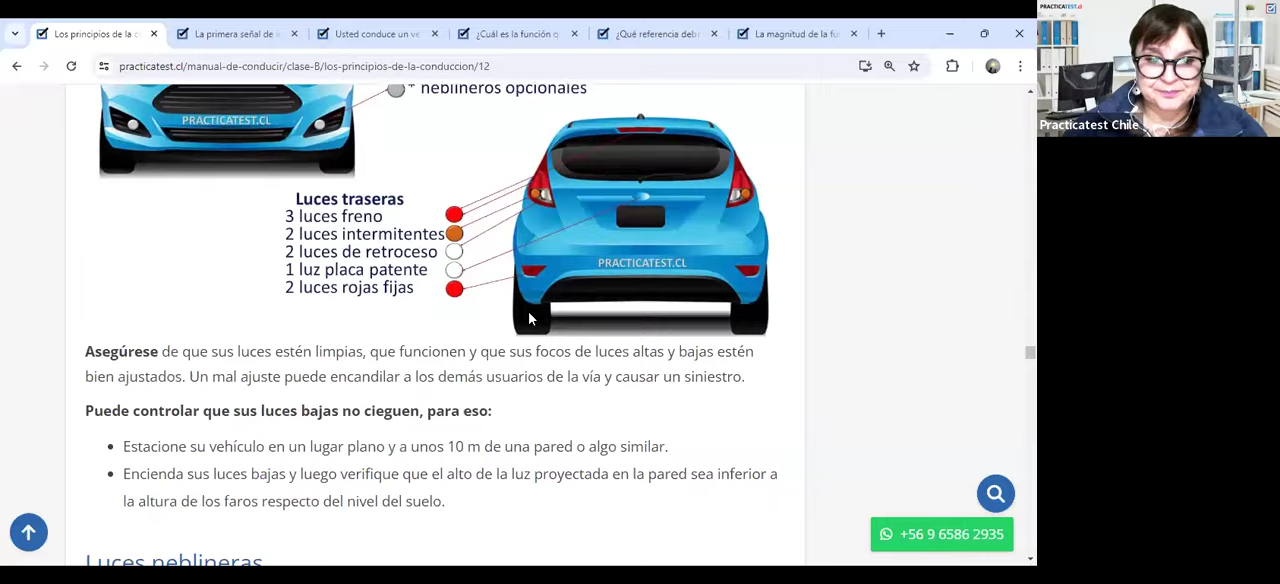 Los principios de la c
La primera señal de
Usted conduce un ve
¿Cuál es la función
¿Qué referencia deb
La magnitud de la fu
practicatest.cl/manual-de-conducir/clase-B/los-principios-de-la-conduccion/12
PRACTICATEST.cl
Practicatest Chile
* neblineros opcionales
PRACTICATEST.CL
Luces traseras
3 luces freno
2 luces intermitentes
2 luces de retroceso
1 luz placa patente
2 luces rojas fijas
PRACTICATEST.CL
Asegúrese de que sus luces estén limpias, que funcionen y que sus focos de luces altas y bajas estén
bien ajustados. Un mal ajuste puede encandilar a los demás usuarios de la vía y causar un siniestro.
Puede controlar que sus luces bajas no cieguen, para eso:
• Estacione su vehículo en un lugar plano y a unos 10 m de una pared o algo similar.
• Encienda sus luces bajas y luego verifique que el alto de la luz proyectada en la pared sea inferior a
la altura de los faros respecto del nivel del suelo.
+56 9 6586 2935
Luces neblineras